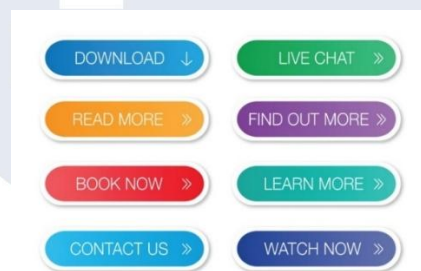 DOWNLOAD ↓
LIVE CHAT »
READ MORE »
FIND OUT MORE »
BOOK NOW »
LEARN MORE »
CONTACT US »
WATCH NOW »